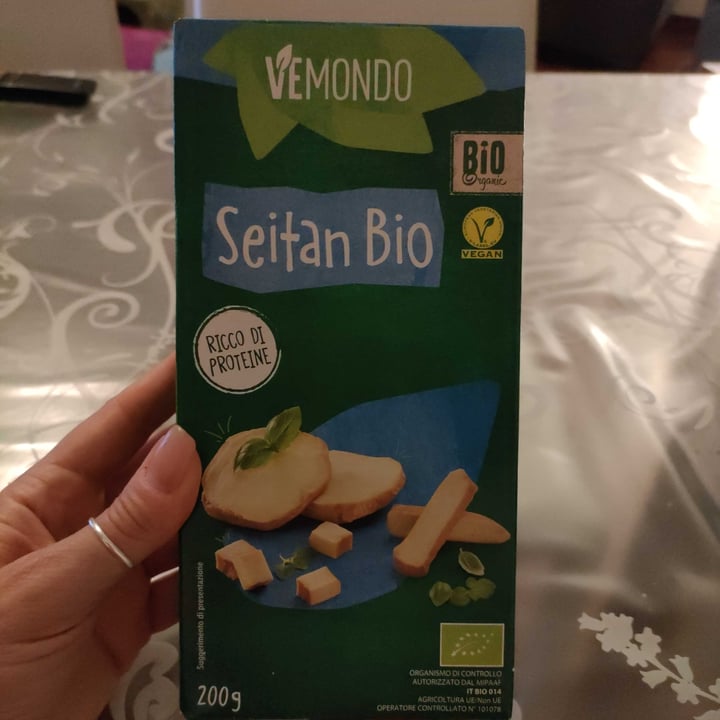 VEMONDO
BiO
Organic
Seitan Bio
VEGAN
RICCO DI
PROTEINE
Suggerimento di presentazione
200g
ORGANISMO DI CONTROLLO
AUTORIZZATO DAL MIPAAF
IT BIO 014
AGRICOLTURA UE/Non UE
OPERATORE CONTROLLATO N° 101078